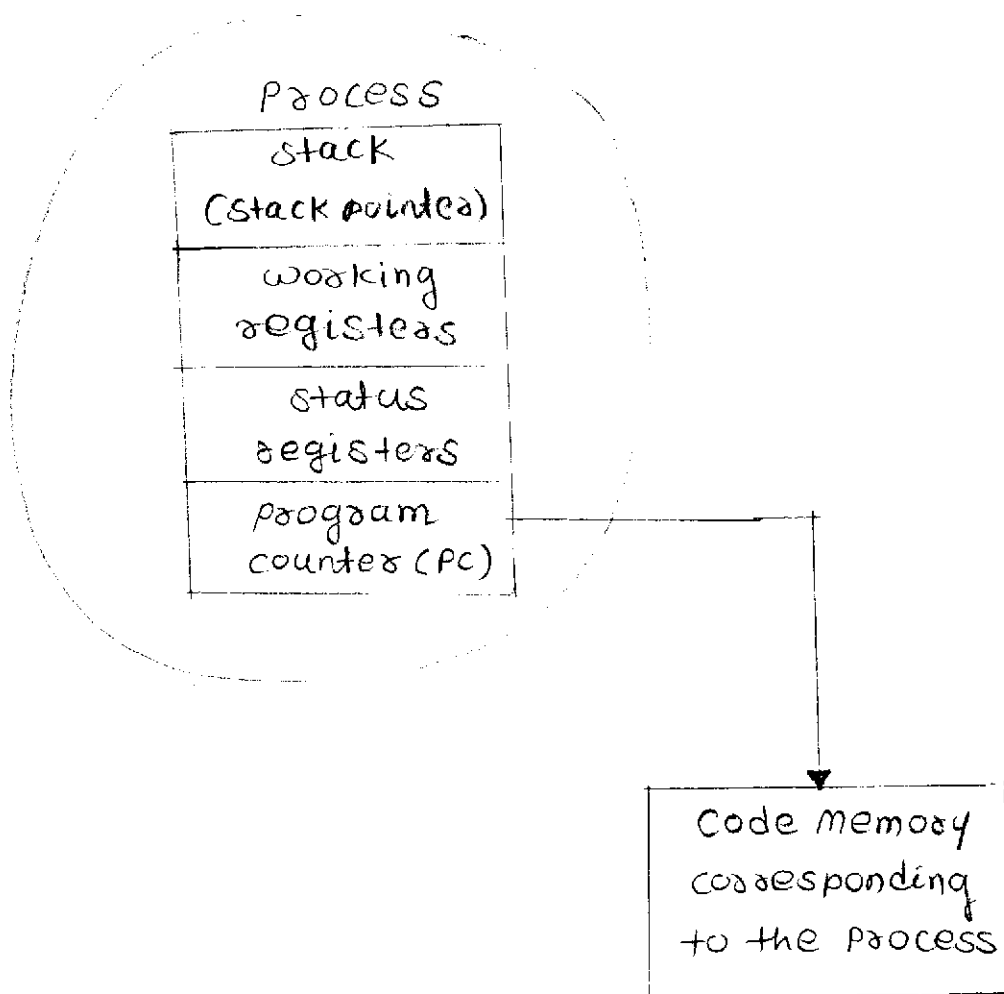 Process
stack
(stack pointer)
working
registers
status
registers
program
counter (PC)
Code memory
corresponding
to the Process